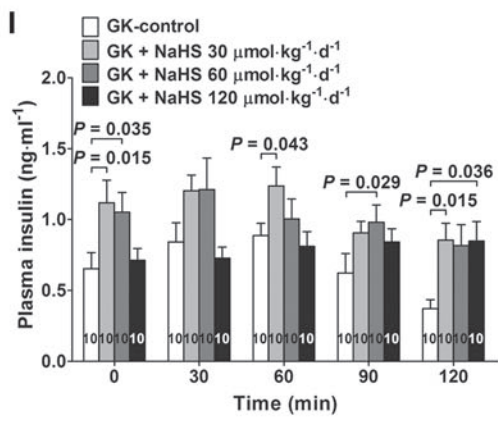 I
GK-control
GK + NaHS 30 μmol·kg⁻¹·d⁻¹
GK + NaHS 60 μmol·kg⁻¹·d⁻¹
GK + NaHS 120 μmol·kg⁻¹·d⁻¹
Plasma insulin (ng·ml⁻¹)
2.0
1.5
1.0
0.5
0.0
P = 0.035
P = 0.015
P = 0.043
P = 0.029
P = 0.036
P = 0.015
10 10 10 10 10 10 10 10 10 10 10 10 10 10 10 10 10 10 10 10
0 30 60 90 120
Time (min)